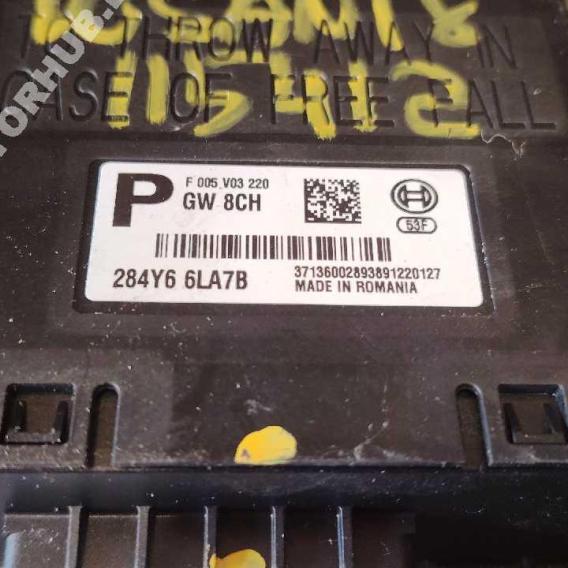 TO THROW AWAY IN
CASE OF FREE FALL
P
F 005 V03 220
GW 8CH
53F
284Y6 6LA7B
37136002893891220127
MADE IN ROMANIA